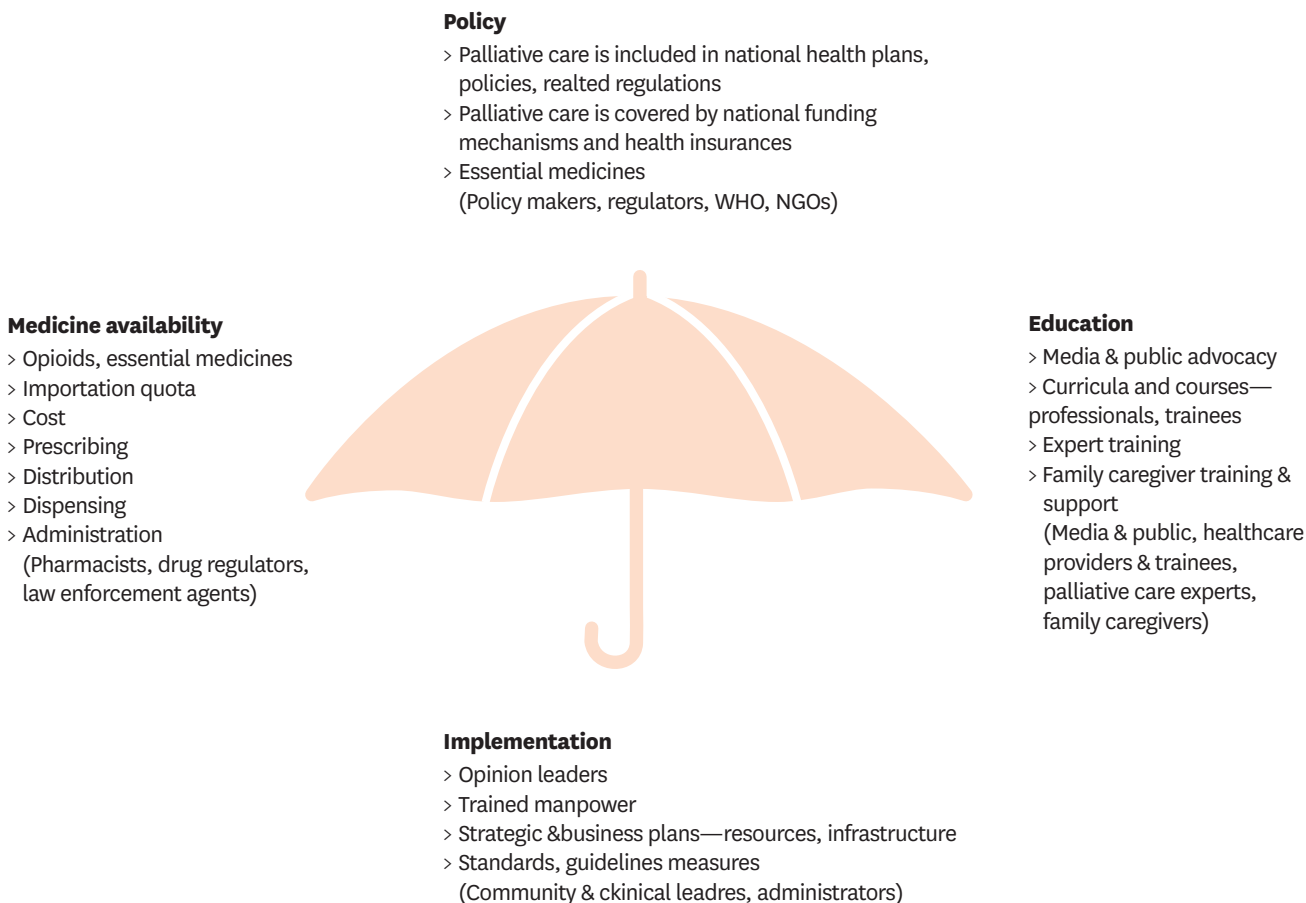 Policy
> Palliative care is included in national health plans,
policies, realted regulations
> Palliative care is covered by national funding
mechanisms and health insurances
> Essential medicines
(Policy makers, regulators, WHO, NGOs)
Medicine availability
> Opioids, essential medicines
> Importation quota
> Cost
> Prescribing
> Distribution
> Dispensing
> Administration
(Pharmacists, drug regulators,
law enforcement agents)
Education
> Media & public advocacy
> Curricula and courses—
professionals, trainees
> Expert training
> Family caregiver training &
support
(Media & public, healthcare
providers & trainees,
palliative care experts,
family caregivers)
Implementation
> Opinion leaders
> Trained manpower
> Strategic &business plans—resources, infrastructure
> Standards, guidelines measures
(Community & ckinical leadres, administrators)